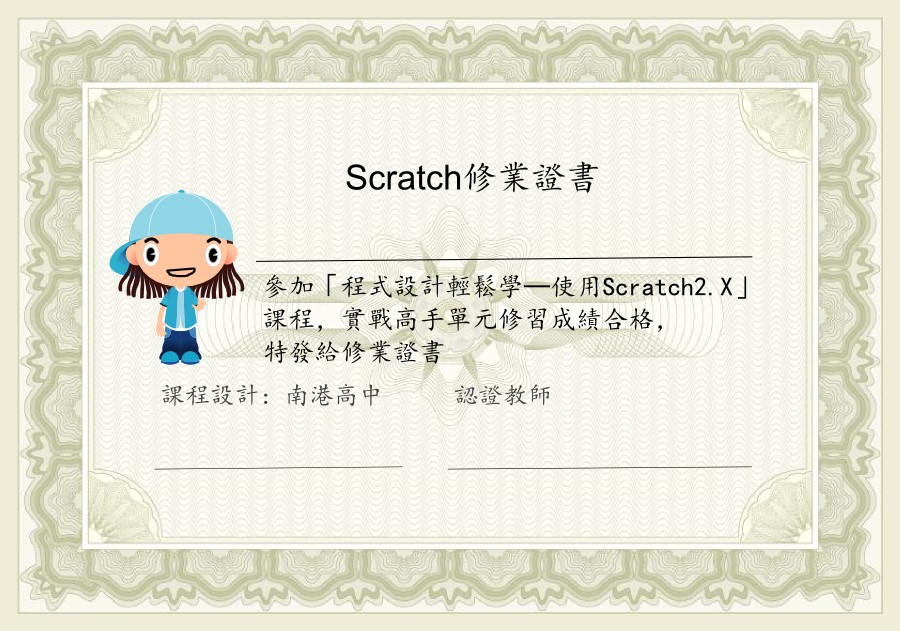 Scratch修業證書
參加「程式設計輕鬆學—使用Scratch2.X」
課程，實戰高手單元修習成績合格，
特發給修業證書
課程設計：南港高中 認證教師